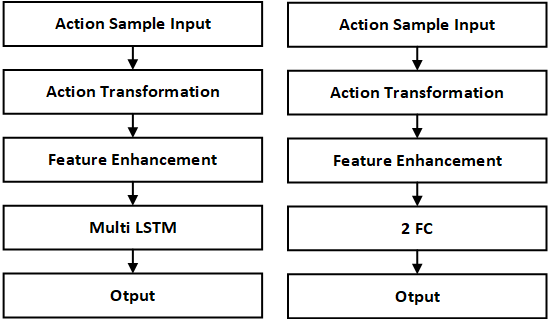 Action Sample Input
Action Transformation
Feature Enhancement
Multi LSTM
Otput
Action Sample Input
Action Transformation
Feature Enhancement
2 FC
Otput